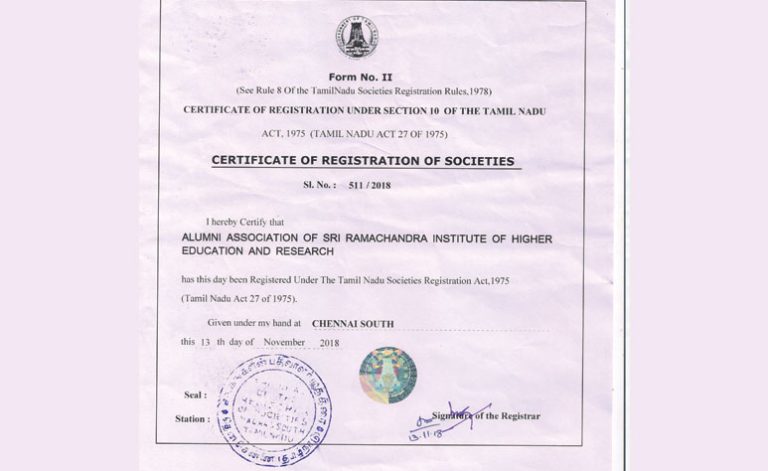 Form No. II
(See Rule 8 Of the TamilNadu Societies Registration Rules,1978)
CERTIFICATE OF REGISTRATION UNDER SECTION 10 OF THE TAMIL NADU
ACT, 1975 (TAMIL NADU ACT 27 OF 1975)
CERTIFICATE OF REGISTRATION OF SOCIETIES
Sl. No. : 511 / 2018
I hereby Certify that
ALUMNI ASSOCIATION OF SRI RAMACHANDRA INSTITUTE OF HIGHER
EDUCATION AND RESEARCH
has this day been Registered Under The Tamil Nadu Societies Registration Act,1975
(Tamil Nadu Act 27 of 1975).
Given under my hand at CHENNAI SOUTH
this 13 th day of November 2018
Seal :
Station :
Signature of the Registrar
13-11-18